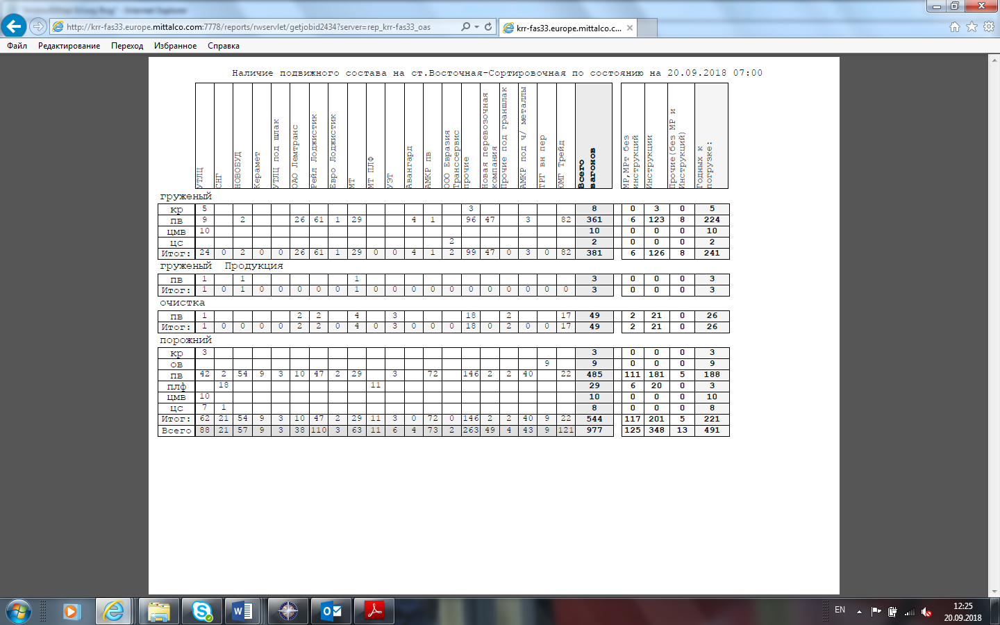 Файл Редактирование Переход Избранное Справка
http://krr-fas33.europe.mittalco.com:7778/reports/rwservlet/getjobid2434?server=rep_krr-fas33_oas
krr-fas33.europe.mittalco.c...
Наличие подвижного состава на ст.Восточная-Сортировочная по состоянию на 20.09.2018 07:00
УТЛЦ
СНГ
НОВОБУД
Керамет
УТЛЦ под шлак
ОАО Лемтранс
Рейл Лоджистик
Евро Лоджистик
МТ
МТ ПЛФ
УЭТ
Авангард
АМКР пв
ООО Евразия Транссервис
прочие
Новая перевозочная компания
Прочие под граншлак
АМКР под ч/ металлы
ТРГ вн пер
ЮМГ Трейд
Всего вагонов
МР,МРт без инструкций
Инструкции
Прочие(без МР и Инструкций)
Годных к погрузке:
груженый
кр 5 3 8 0 3 0 5
пв 9 2 26 61 1 29 4 1 96 47 3 82 361 6 123 8 224
цмв 10 10 0 0 0 10
цс 2 2 0 0 0 2
Итог: 24 0 2 0 0 26 61 1 29 0 0 4 1 2 99 47 0 3 0 82 381 6 126 8 241
груженый Продукция
пв 1 1 1 3 0 0 0 3
Итог: 1 0 1 0 0 0 0 0 1 0 0 0 0 0 0 0 0 0 0 0 3 0 0 0 3
очистка
пв 1 2 2 4 3 18 2 17 49 2 21 0 26
Итог: 1 0 0 0 0 2 2 0 4 0 3 0 0 0 18 0 2 0 0 17 49 2 21 0 26
порожний
кр 3 3 0 0 0 3
ов 9 9 0 0 0 9
пв 42 2 54 9 3 10 47 2 29 3 72 146 2 2 40 22 485 111 181 5 188
плф 18 11 29 6 20 0 3
цмв 10 10 0 0 0 10
цс 7 1 8 0 0 0 8
Итог: 62 21 54 9 3 10 47 2 29 11 3 0 72 0 146 2 2 40 9 22 544 117 201 5 221
Всего 88 21 57 9 3 38 110 3 63 11 6 4 73 2 263 49 4 43 9 121 977 125 348 13 491
EN
12:25
20.09.2018